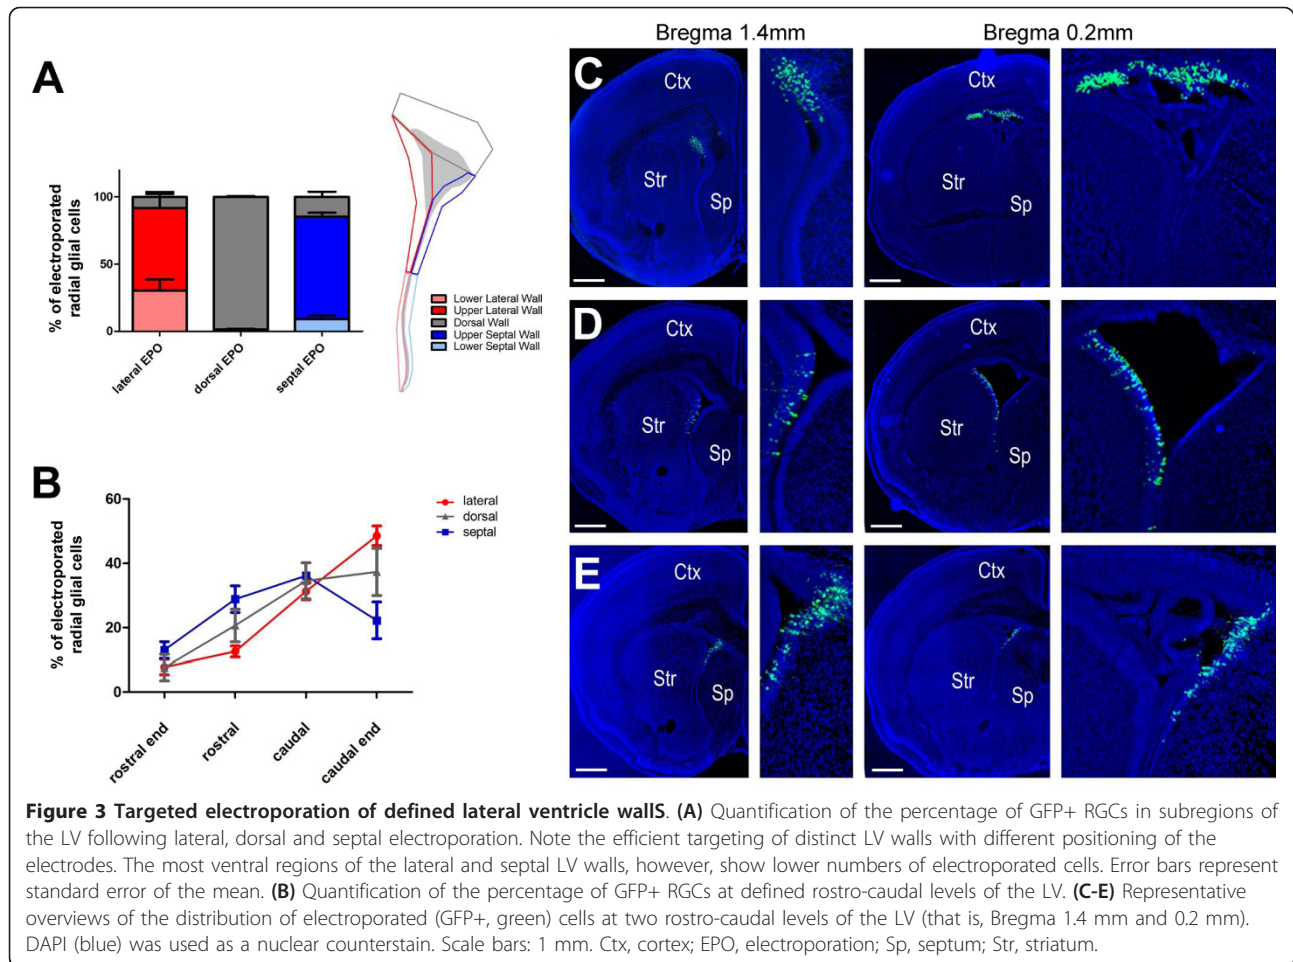 Bregma 1.4mm
Bregma 0.2mm
A
% of electroporated
radial glial cells
100
50
0
lateral EPO
dorsal EPO
septal EPO
Lower Lateral Wall
Upper Lateral Wall
Dorsal Wall
Upper Septal Wall
Lower Septal Wall
B
% of electroporated
radial glial cells
60
40
20
0
rostral end
rostral
caudal
caudal end
lateral
dorsal
septal
C
Ctx
Str
Sp
Ctx
Str
Sp
D
Ctx
Str
Sp
Ctx
Str
Sp
E
Ctx
Str
Sp
Ctx
Str
Sp
Figure 3 Targeted electroporation of defined lateral ventricle wallS. (A) Quantification of the percentage of GFP+ RGCs in subregions of
the LV following lateral, dorsal and septal electroporation. Note the efficient targeting of distinct LV walls with different positioning of the
electrodes. The most ventral regions of the lateral and septal LV walls, however, show lower numbers of electroporated cells. Error bars represent
standard error of the mean. (B) Quantification of the percentage of GFP+ RGCs at defined rostro-caudal levels of the LV. (C-E) Representative
overviews of the distribution of electroporated (GFP+, green) cells at two rostro-caudal levels of the LV (that is, Bregma 1.4 mm and 0.2 mm).
DAPI (blue) was used as a nuclear counterstain. Scale bars: 1 mm. Ctx, cortex; EPO, electroporation; Sp, septum; Str, striatum.